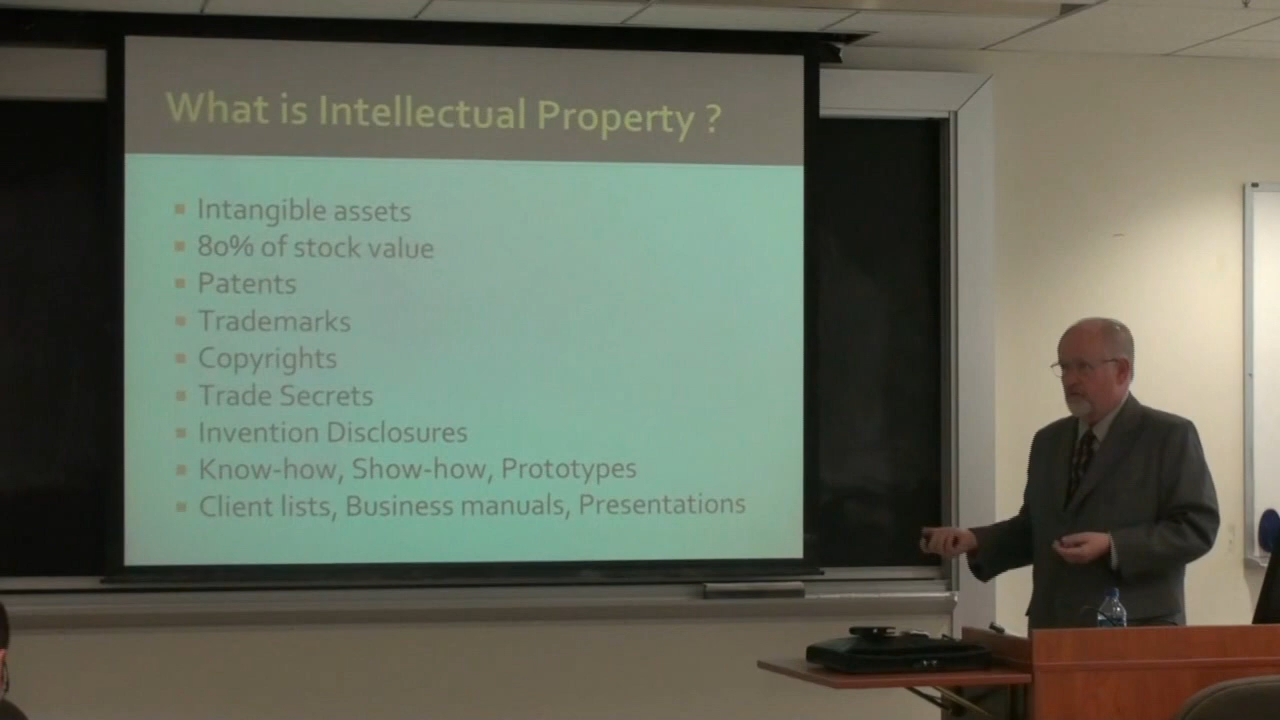 What is Intellectual Property ?
Intangible assets
80% of stock value
Patents
Trademarks
Copyrights
Trade Secrets
Invention Disclosures
Know-how, Show-how, Prototypes
Client lists, Business manuals, Presentations